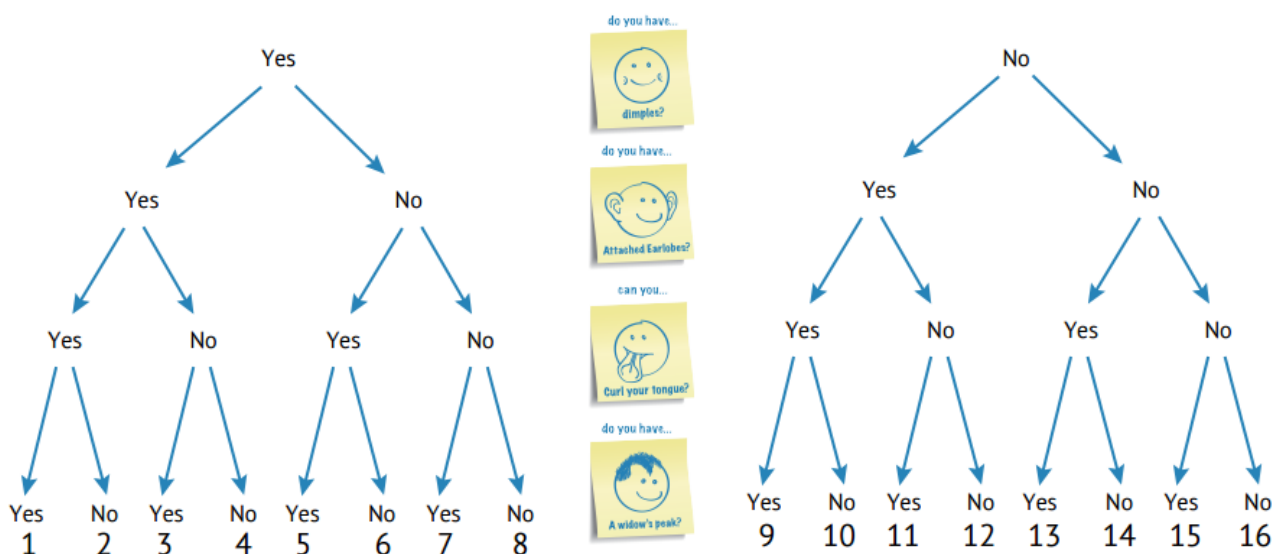 do you have...
Yes No
dimples?
do you have...
Yes No Yes No
Attached Earlobes?
can you...
Yes No Yes No Yes No Yes No
Curl your tongue?
do you have...
Yes No Yes No Yes No Yes No Yes No Yes No Yes No Yes No
A widow's peak?
1 2 3 4 5 6 7 8 9 10 11 12 13 14 15 16